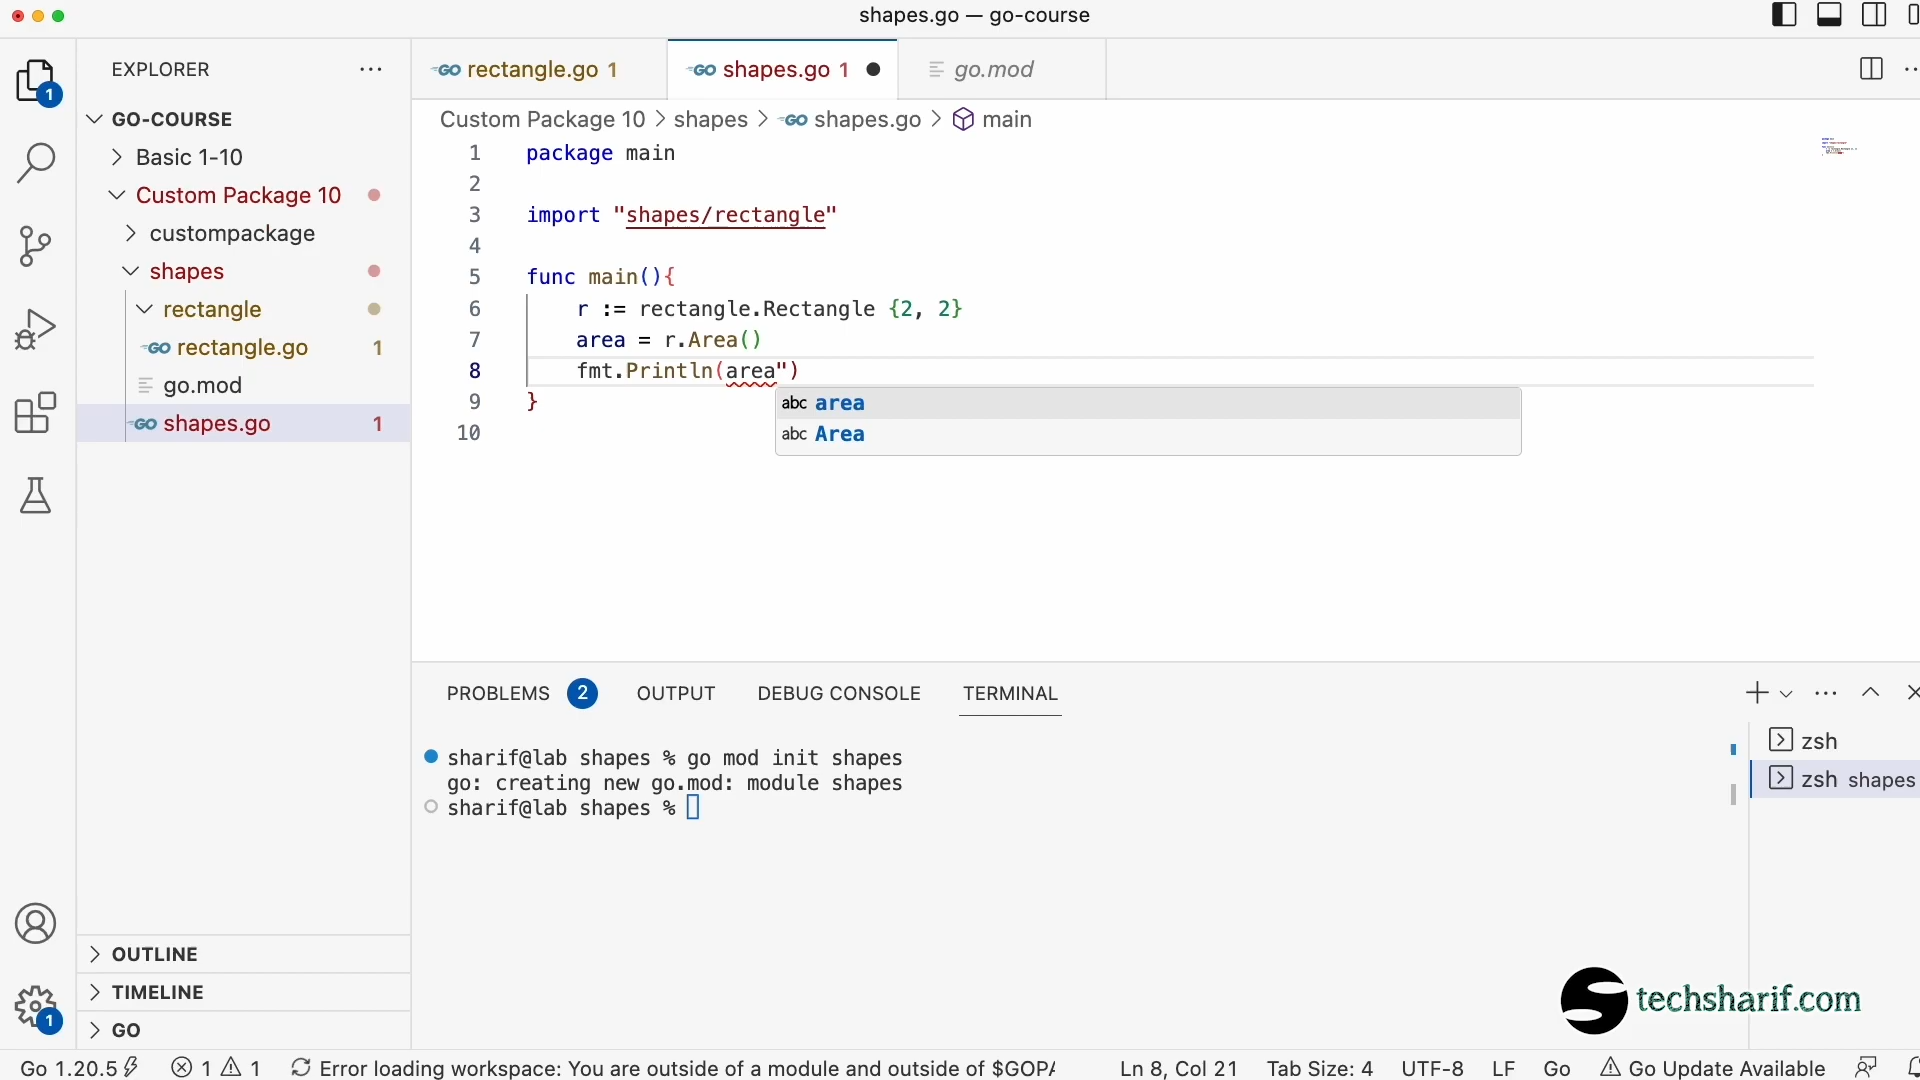 shapes.go — go-course
EXPLORER
GO-COURSE
Basic 1-10
Custom Package 10
custompackage
shapes
rectangle
rectangle.go 1
go.mod
shapes.go 1
OUTLINE
TIMELINE
GO
1
1
rectangle.go 1
shapes.go 1
go.mod
Custom Package 10 > shapes > shapes.go > main
1 package main
2
3 import "shapes/rectangle"
4
5 func main(){
6 r := rectangle.Rectangle {2, 2}
7 area = r.Area()
8 fmt.Println(area")
9 }
10
abc area
abc Area
PROBLEMS 2 OUTPUT DEBUG CONSOLE TERMINAL
sharif@lab shapes % go mod init shapes
go: creating new go.mod: module shapes
sharif@lab shapes %
zsh
zsh shapes
techsharif.com
Go 1.20.5 1 1 Error loading workspace: You are outside of a module and outside of $GOPA Ln 8, Col 21 Tab Size: 4 UTF-8 LF Go Go Update Available